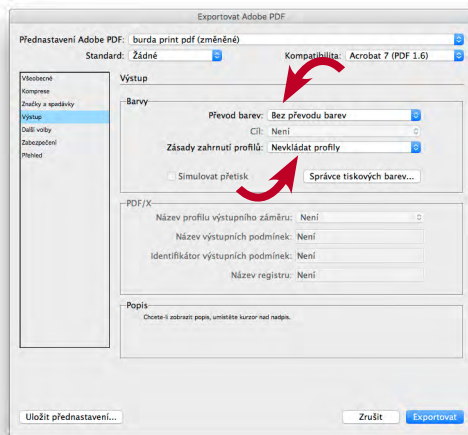 Exportovat Adobe PDF
Přednastavení Adobe PDF: burda print pdf (změněné)
Standard: Žádné Kompatibilita: Acrobat 7 (PDF 1.6)
Všeobecné
Komprese
Značky a spadávky
Výstup
Další volby
Zabezpečení
Přehled
Výstup
Barvy
Převod barev: Bez převodu barev
Cíl: Není
Zásady zahrnutí profilů: Nevkládat profily
Simulovat přetisk Správce tiskových barev...
PDF/X
Název profilu výstupního záměru: Není
Název výstupních podmínek: Není
Identifikátor výstupních podmínek: Není
Název registru: Není
Popis
Chcete-li zobrazit popis, umístěte kurzor nad nadpis.
Uložit přednastavení... Zrušit Exportovat